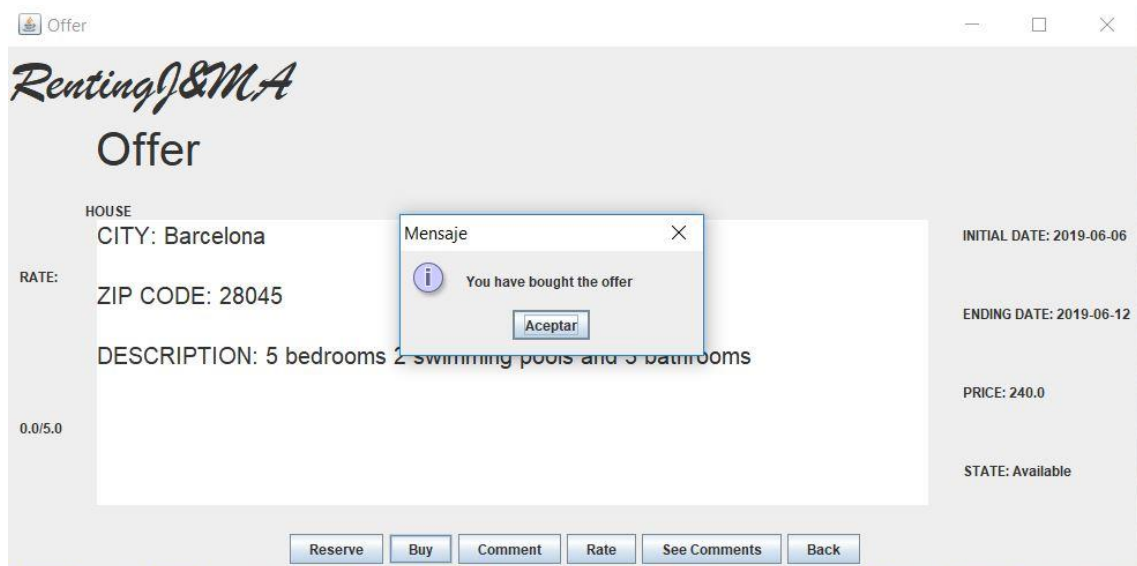 Offer
RentingJ&MA
Offer
HOUSE
CITY: Barcelona
RATE:
ZIP CODE: 28045
DESCRIPTION: 5 bedrooms 2 swimming pools and 3 bathrooms
0.0/5.0
Mensaje
You have bought the offer
Aceptar
INITIAL DATE: 2019-06-06
ENDING DATE: 2019-06-12
PRICE: 240.0
STATE: Available
Reserve Buy Comment Rate See Comments Back